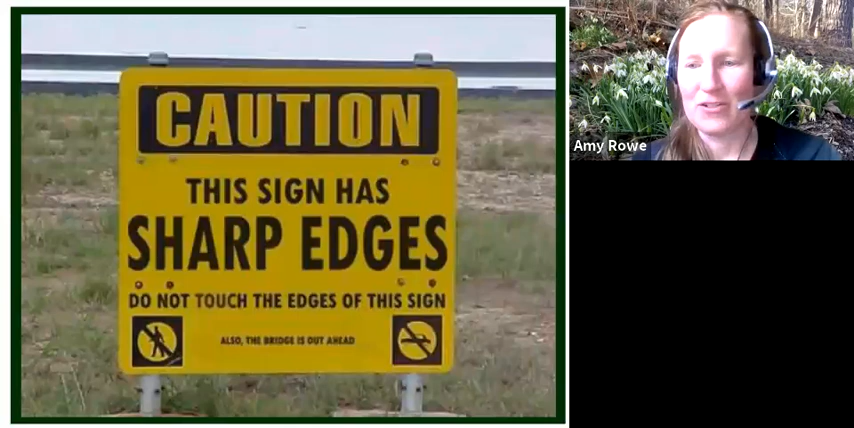 CAUTION
THIS SIGN HAS
SHARP EDGES
DO NOT TOUCH THE EDGES OF THIS SIGN
ALSO, THE BRIDGE IS OUT AHEAD
Amy Rowe